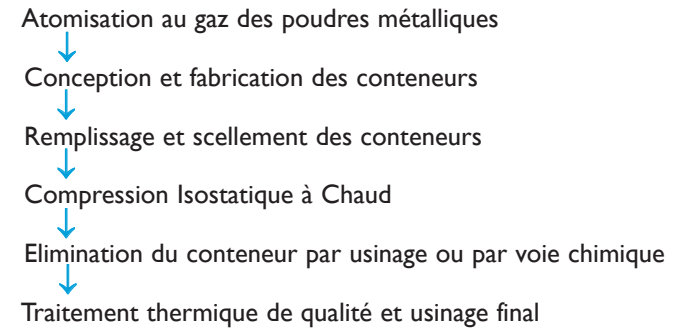 Atomisation au gaz des poudres métalliques
Conception et fabrication des conteneurs
Remplissage et scellement des conteneurs
Compression Isostatique à Chaud
Elimination du conteneur par usinage ou par voie chimique
Traitement thermique de qualité et usinage final